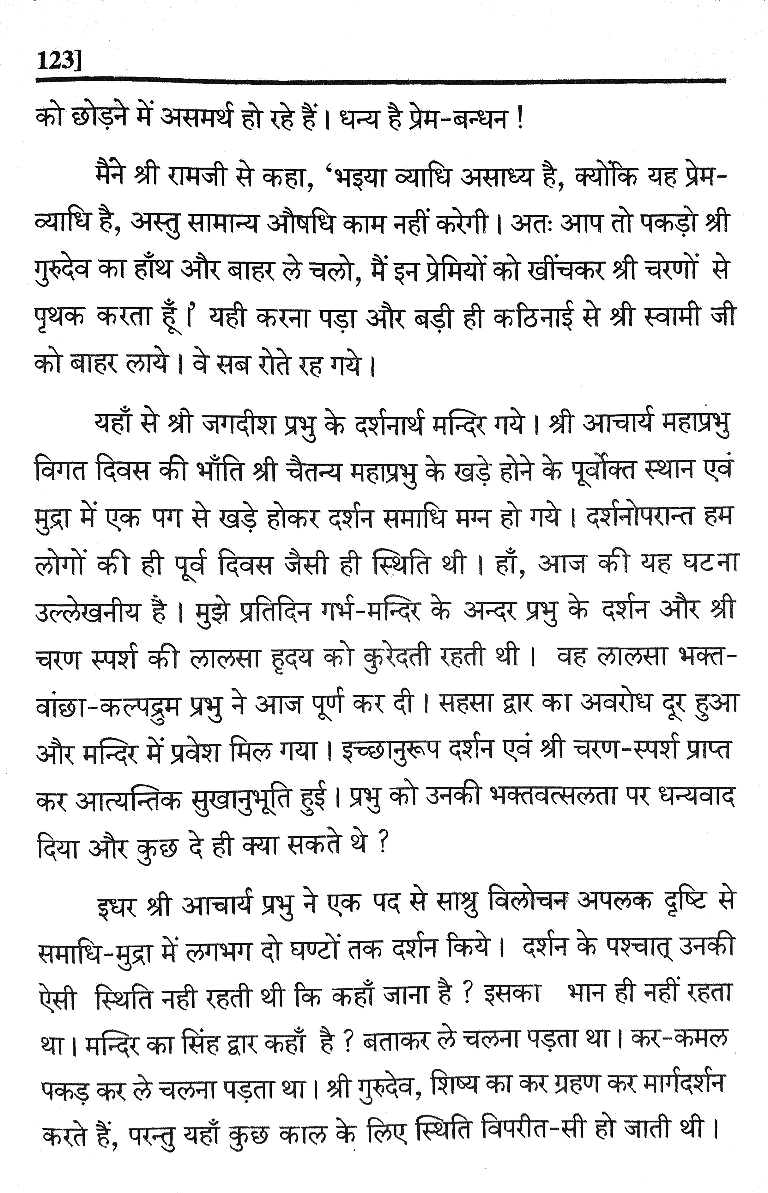 123]
को छोड़ने में असमर्थ हो रहे हैं। धन्य है प्रेम-बन्धन !
मैंने श्री रामजी से कहा, ‘भइया व्याधि असाध्य है, क्योंकि यह प्रेम-
व्याधि है, अस्तु सामान्य औषधि काम नहीं करेगी। अतः आप तो पकड़ो श्री
गुरुदेव का हाँथ और बाहर ले चलो, मैं इन प्रेमियों को खींचकर श्री चरणों से
पृथक करता हूँ।’ यही करना पड़ा और बड़ी ही कठिनाई से श्री स्वामी जी
को बाहर लाये। वे सब रोते रह गये।
यहाँ से श्री जगदीश प्रभु के दर्शनार्थ मन्दिर गये। श्री आचार्य महाप्रभु
विगत दिवस की भाँति श्री चैतन्य महाप्रभु के खड़े होने के पूर्वोक्त स्थान एवं
मुद्रा में एक पग से खड़े होकर दर्शन समाधि मग्न हो गये। दर्शनोपरान्त हम
लोगों की ही पूर्व दिवस जैसी ही स्थिति थी। हाँ, आज की यह घटना
उल्लेखनीय है। मुझे प्रतिदिन गर्भ-मन्दिर के अन्दर प्रभु के दर्शन और श्री
चरण स्पर्श की लालसा हृदय को कुरेदती रहती थी। वह लालसा भक्त-
वांछा-कल्पद्रुम प्रभु ने आज पूर्ण कर दी। सहसा द्वार का अवरोध दूर हुआ
और मन्दिर में प्रवेश मिल गया। इच्छानुरूप दर्शन एवं श्री चरण-स्पर्श प्राप्त
कर आत्यन्तिक सुखानुभूति हुई। प्रभु को उनकी भक्तवत्सलता पर धन्यवाद
दिया और कुछ दे ही क्या सकते थे ?
इधर श्री आचार्य प्रभु ने एक पद से साश्रु विलोचन अपलक दृष्टि से
समाधि-मुद्रा में लगभग दो घण्टों तक दर्शन किये। दर्शन के पश्चात् उनकी
ऐसी स्थिति नही रहती थी कि कहाँ जाना है ? इसका भान ही नहीं रहता
था। मन्दिर का सिंह द्वार कहाँ है ? बताकर ले चलना पड़ता था। कर-कमल
पकड़ कर ले चलना पड़ता था। श्री गुरुदेव, शिष्य का कर ग्रहण कर मार्गदर्शन
करते हैं, परन्तु यहाँ कुछ काल के लिए स्थिति विपरीत-सी हो जाती थी।